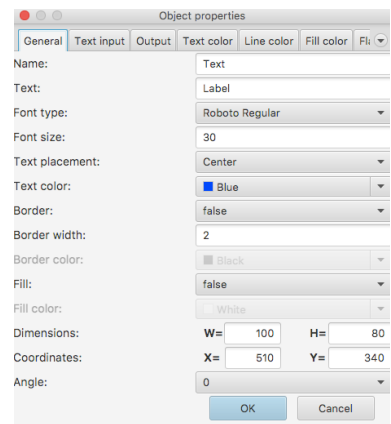 Object properties
General Text input Output Text color Line color Fill color
Name: Text
Text: Label
Font type: Roboto Regular
Font size: 30
Text placement: Center
Text color: Blue
Border: false
Border width: 2
Border color: Black
Fill: false
Fill color: White
Dimensions: W= 100 H= 80
Coordinates: X= 510 Y= 340
Angle: 0
OK Cancel